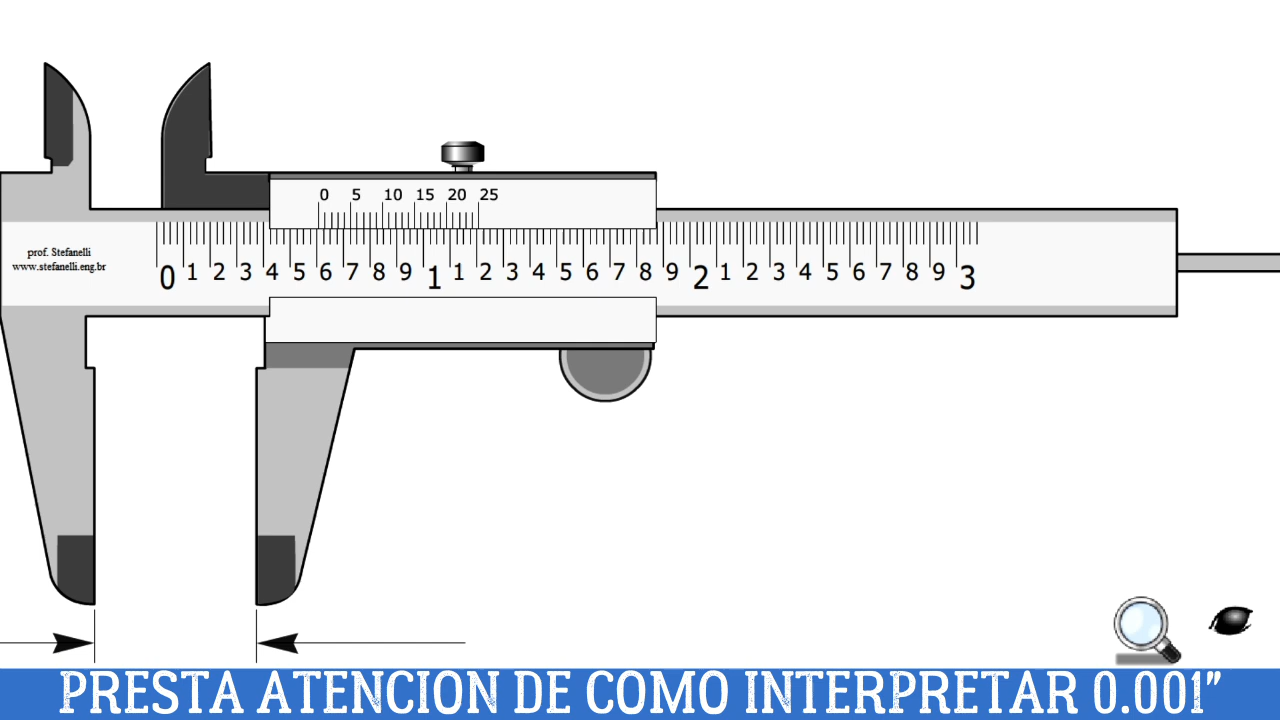 0 5 10 15 20 25
prof. Stefanelli
www.stefanelli.eng.br
0 1 2 3 4 5 6 7 8 9 1 1 2 3 4 5 6 7 8 9 2 1 2 3 4 5 6 7 8 9 3
PRESTA ATENCION DE COMO INTERPRETAR 0.001"